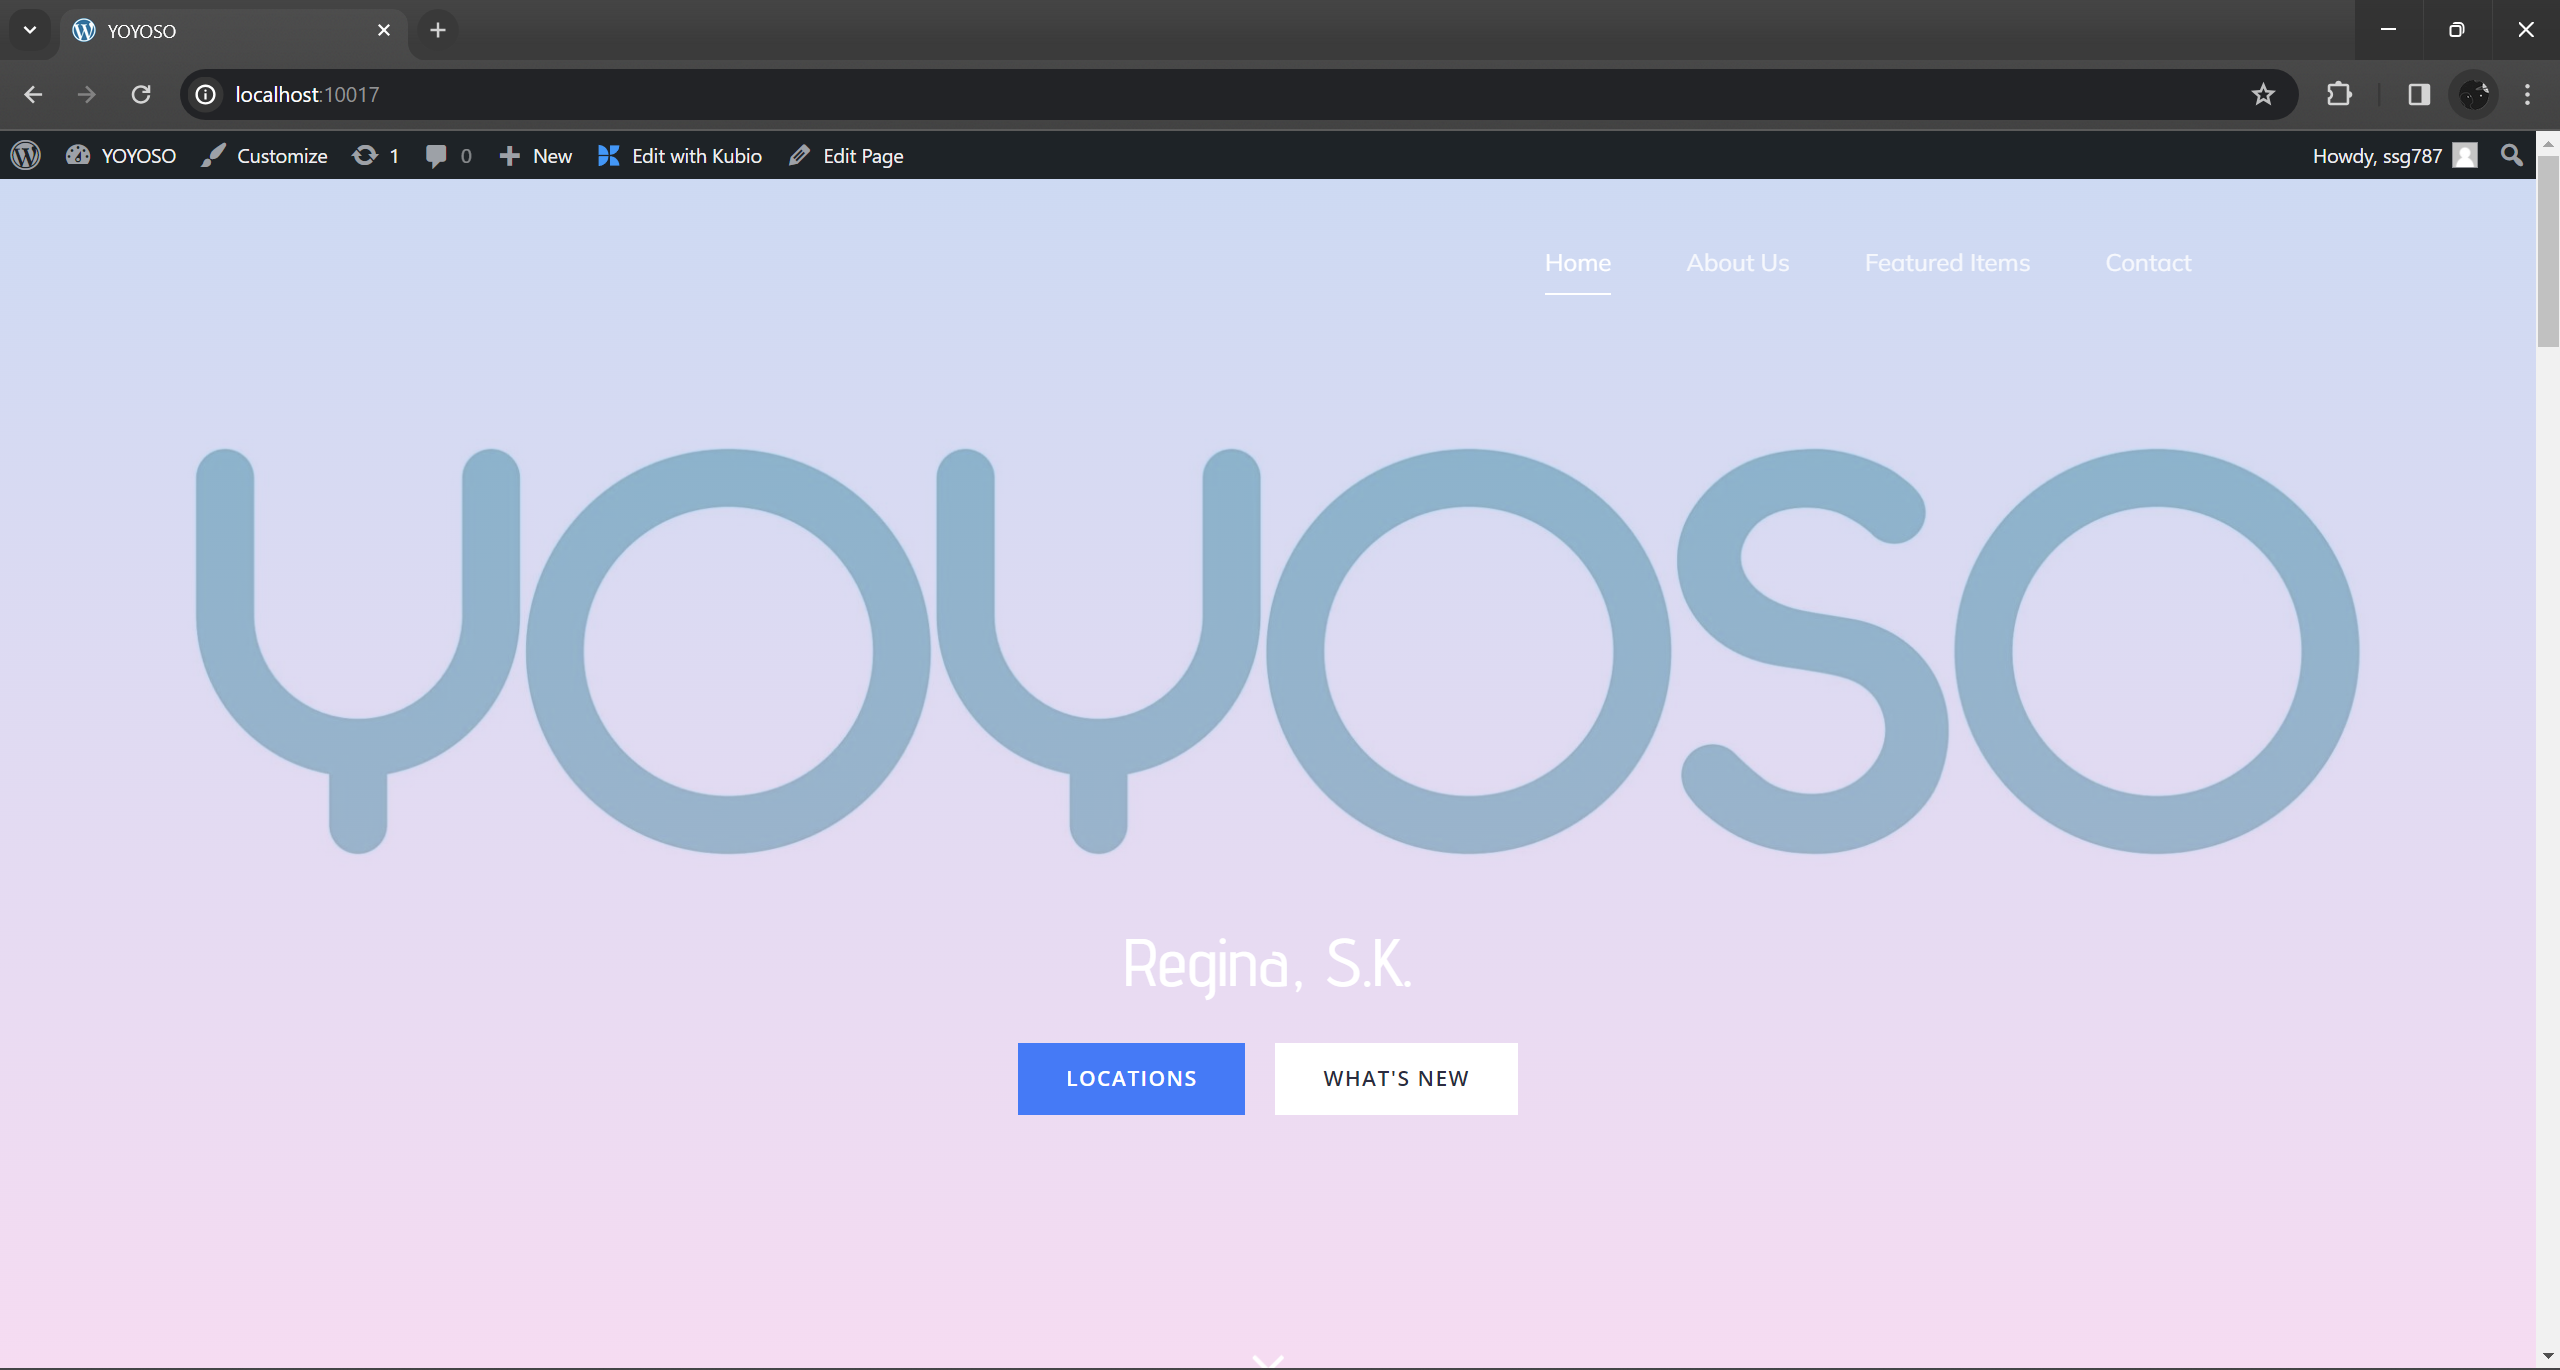 YOYOSO
localhost:10017
YOYOSO Customize 1 0 New Edit with Kubio Edit Page Howdy, ssg787
Home About Us Featured Items Contact
YOYOSO
Regina, S.K.
LOCATIONS WHAT'S NEW